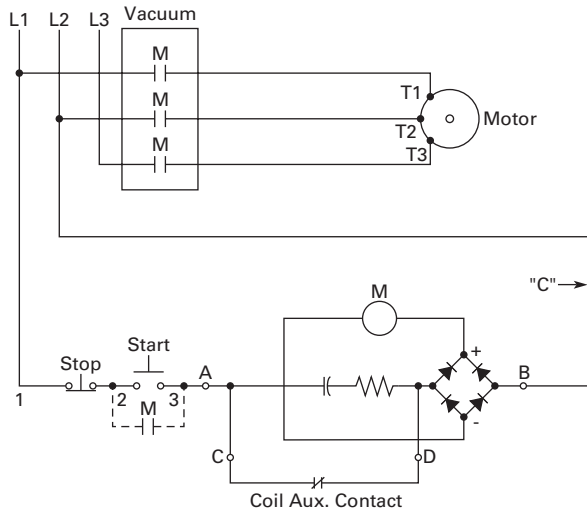 L1 L2 L3 Vacuum
M
T1
M
T2 Motor
M
T3
"C"
M
Start
Stop
+
A
B
1 2 3
M
-
C D
Coil Aux. Contact